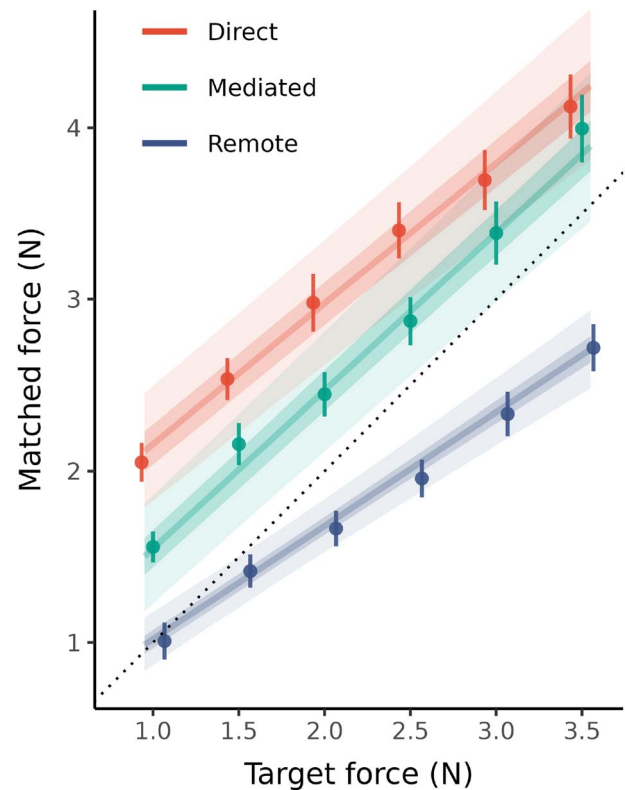 Direct
Mediated
Remote
4
3
2
1
Matched force (N)
1.0 1.5 2.0 2.5 3.0 3.5
Target force (N)